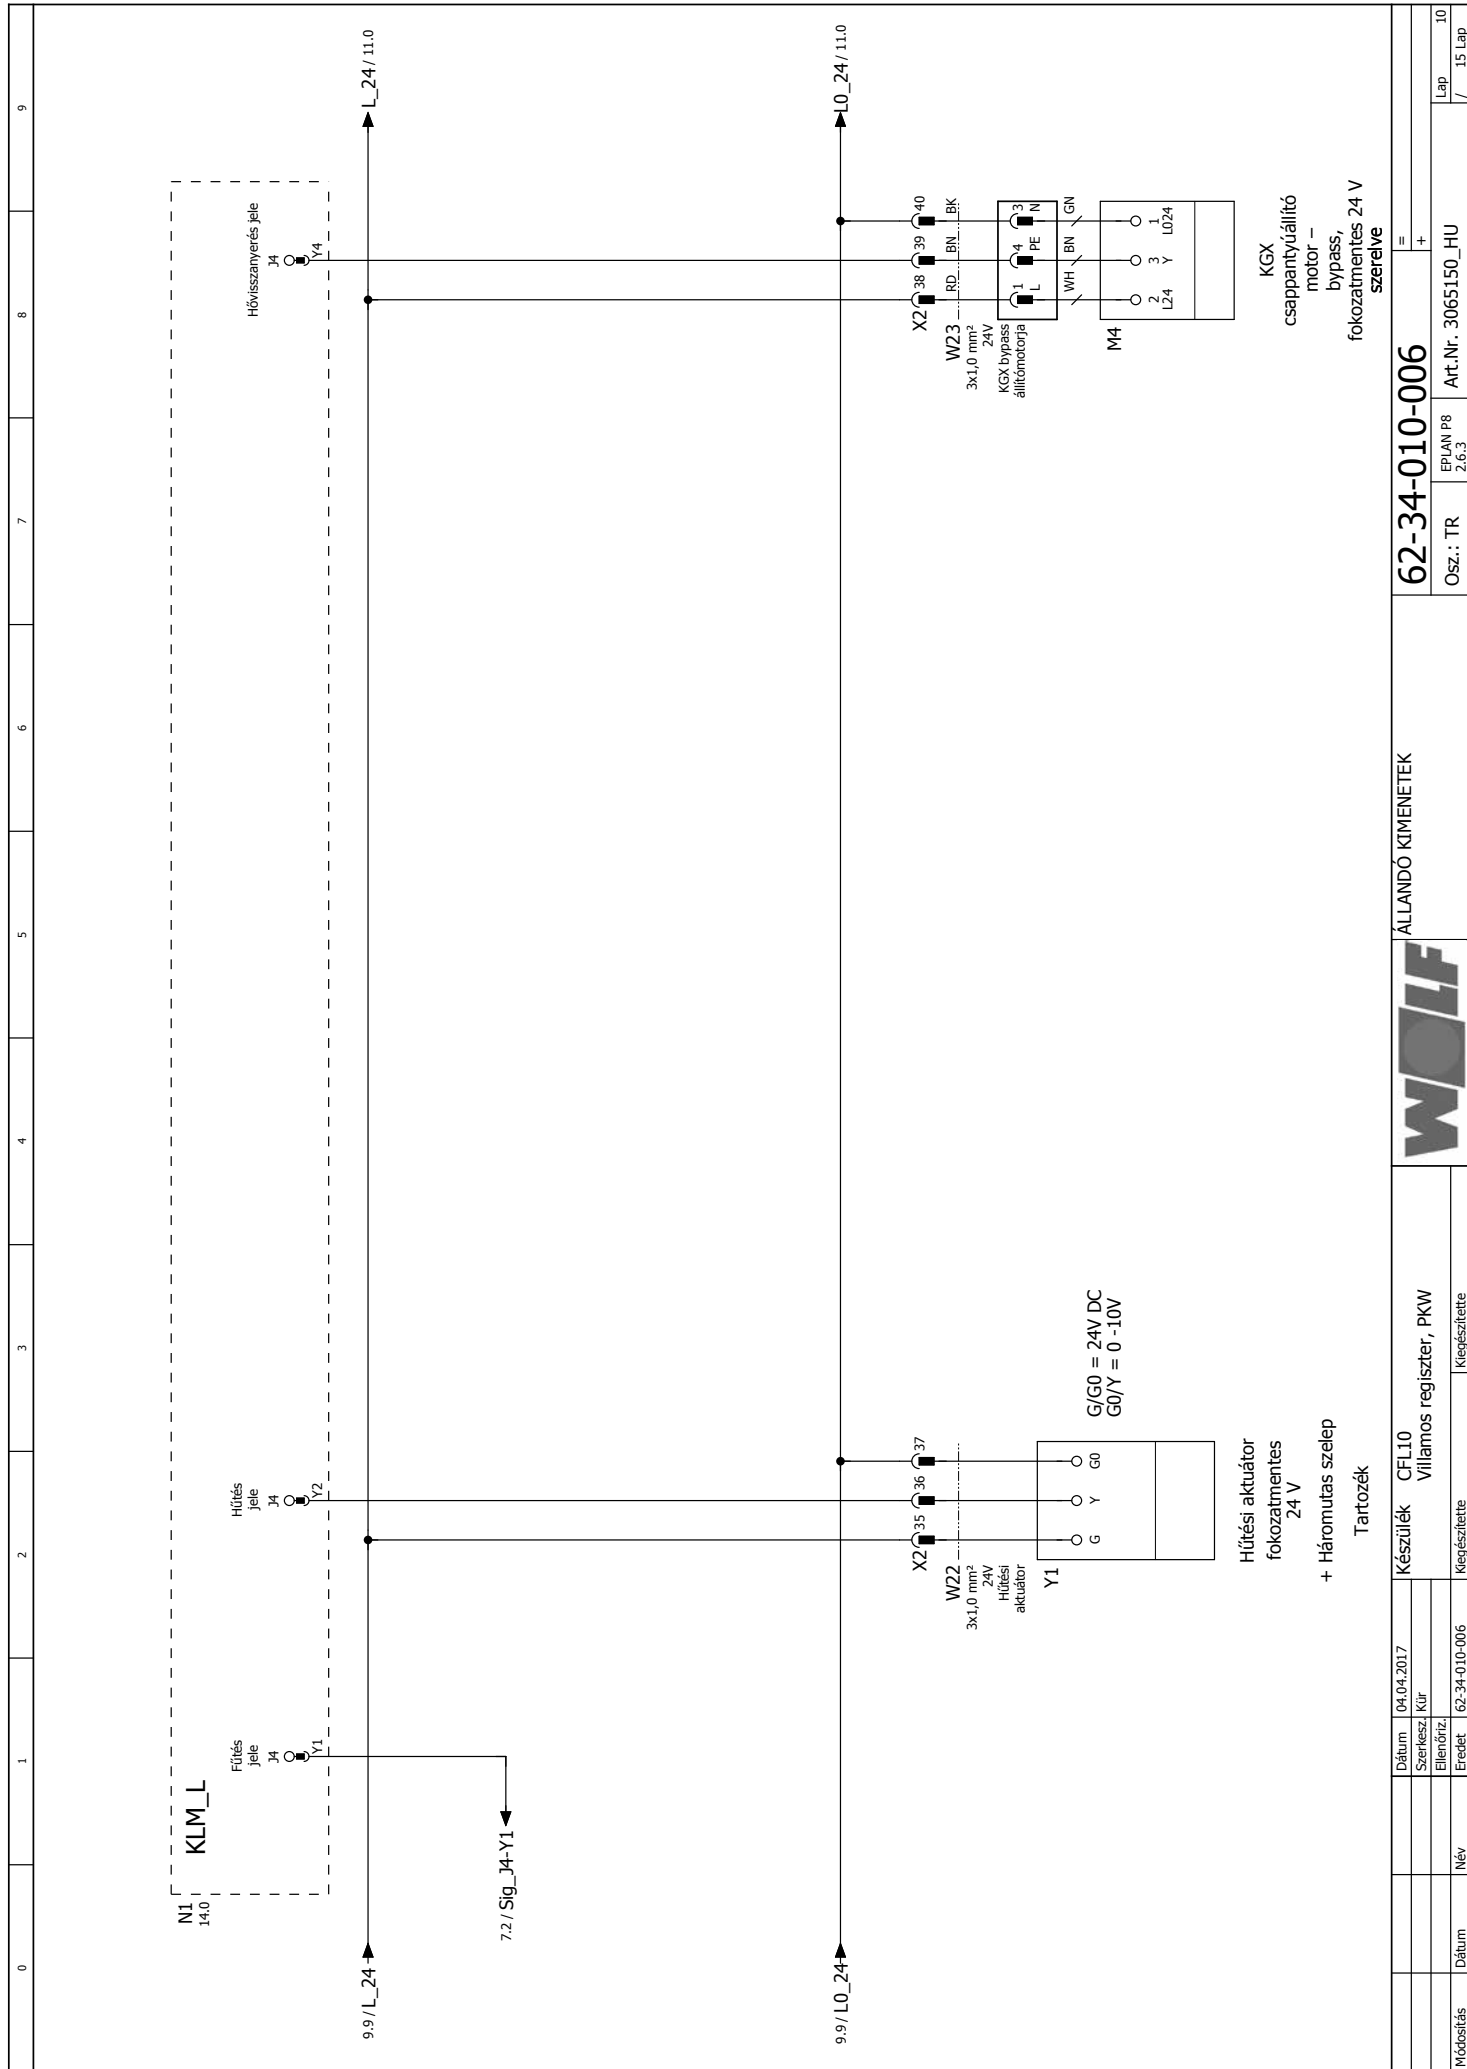 0 1 2 3 4 5 6 7 8 9
N1
14.0
KLM_L
Fűtés
jele
J4
Y1
Hűtés
jele
J4
Y2
Hővisszanyerés jele
J4
Y4
9.9 / L_24
L_24 / 11.0
7.2 / Sig_J4-Y1
9.9 / L0_24
L0_24 / 11.0
X2 35 36 37
W22
3x1,0 mm²
24V
Hűtési
aktuátor
G Y G0
Y1
G/G0 = 24V DC
G0/Y = 0 -10V
Hűtési aktuátor
fokozatmentes
24 V
+ Háromutas szelep
Tartozék
X2 38 39 40
RD BN BK
W23
3x1,0 mm²
24V
KGX bypass
állítómotorja
1 4 3
L PE N
WH BN GN
2 3 1
L24 Y L024
M4
KGX
csappantyúállító
motor –
bypass,
fokozatmentes 24 V
szerelve
Módosítás
Dátum
Név
Dátum 04.04.2017
Szerkesz. Kür
Ellenőriz.
Eredet 62-34-010-006
Készülék CFL10
Villamos regiszter, PKW
Kiegészítette
Kiegészítette
WOLF
ÁLLANDÓ KIMENETEK
62-34-010-006
=
+
Osz.: TR
EPLAN P8
2.6.3
Art.Nr. 3065150_HU
Lap 10
/ 15 Lap